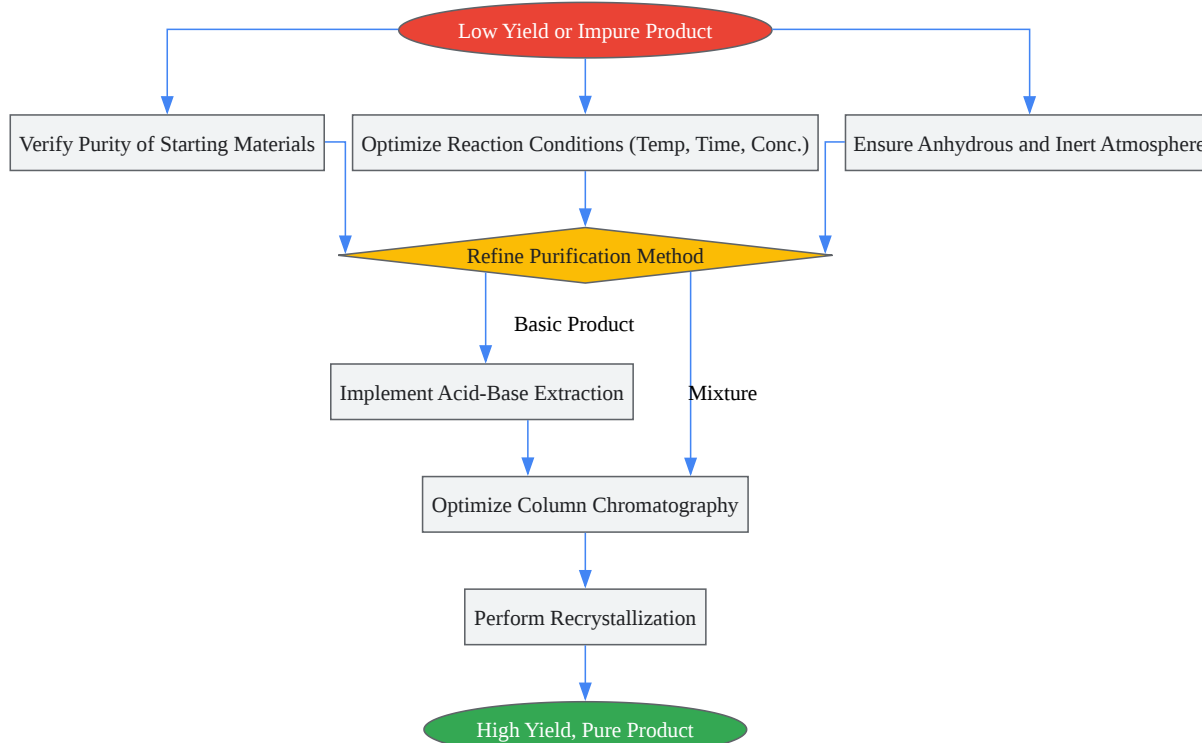 Low Yield or Impure Product
Verify Purity of Starting Materials
Optimize Reaction Conditions (Temp, Time, Conc.)
Ensure Anhydrous and Inert Atmosphere
Refine Purification Method
Basic Product
Implement Acid-Base Extraction
Mixture
Optimize Column Chromatography
Perform Recrystallization
High Yield, Pure Product